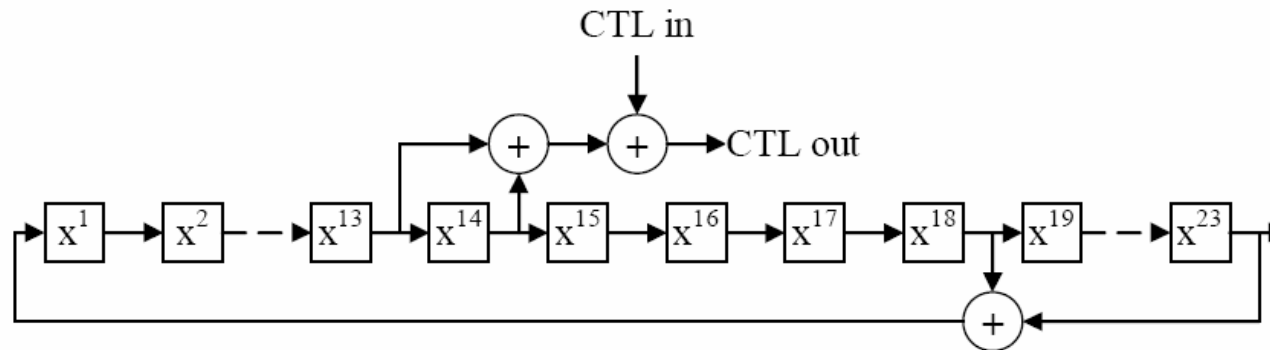 CTL in
+ + CTL out
x¹ x² x¹³ x¹⁴ x¹⁵ x¹⁶ x¹⁷ x¹⁸ x¹⁹ x²³
+